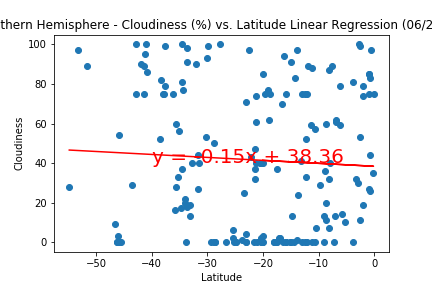 thern Hemisphere - Cloudiness (%) vs. Latitude Linear Regression (06/2
100
80
60
40
20
0
Cloudiness
y = -0.15x + 38.36
−50 −40 −30 −20 −10 0
Latitude